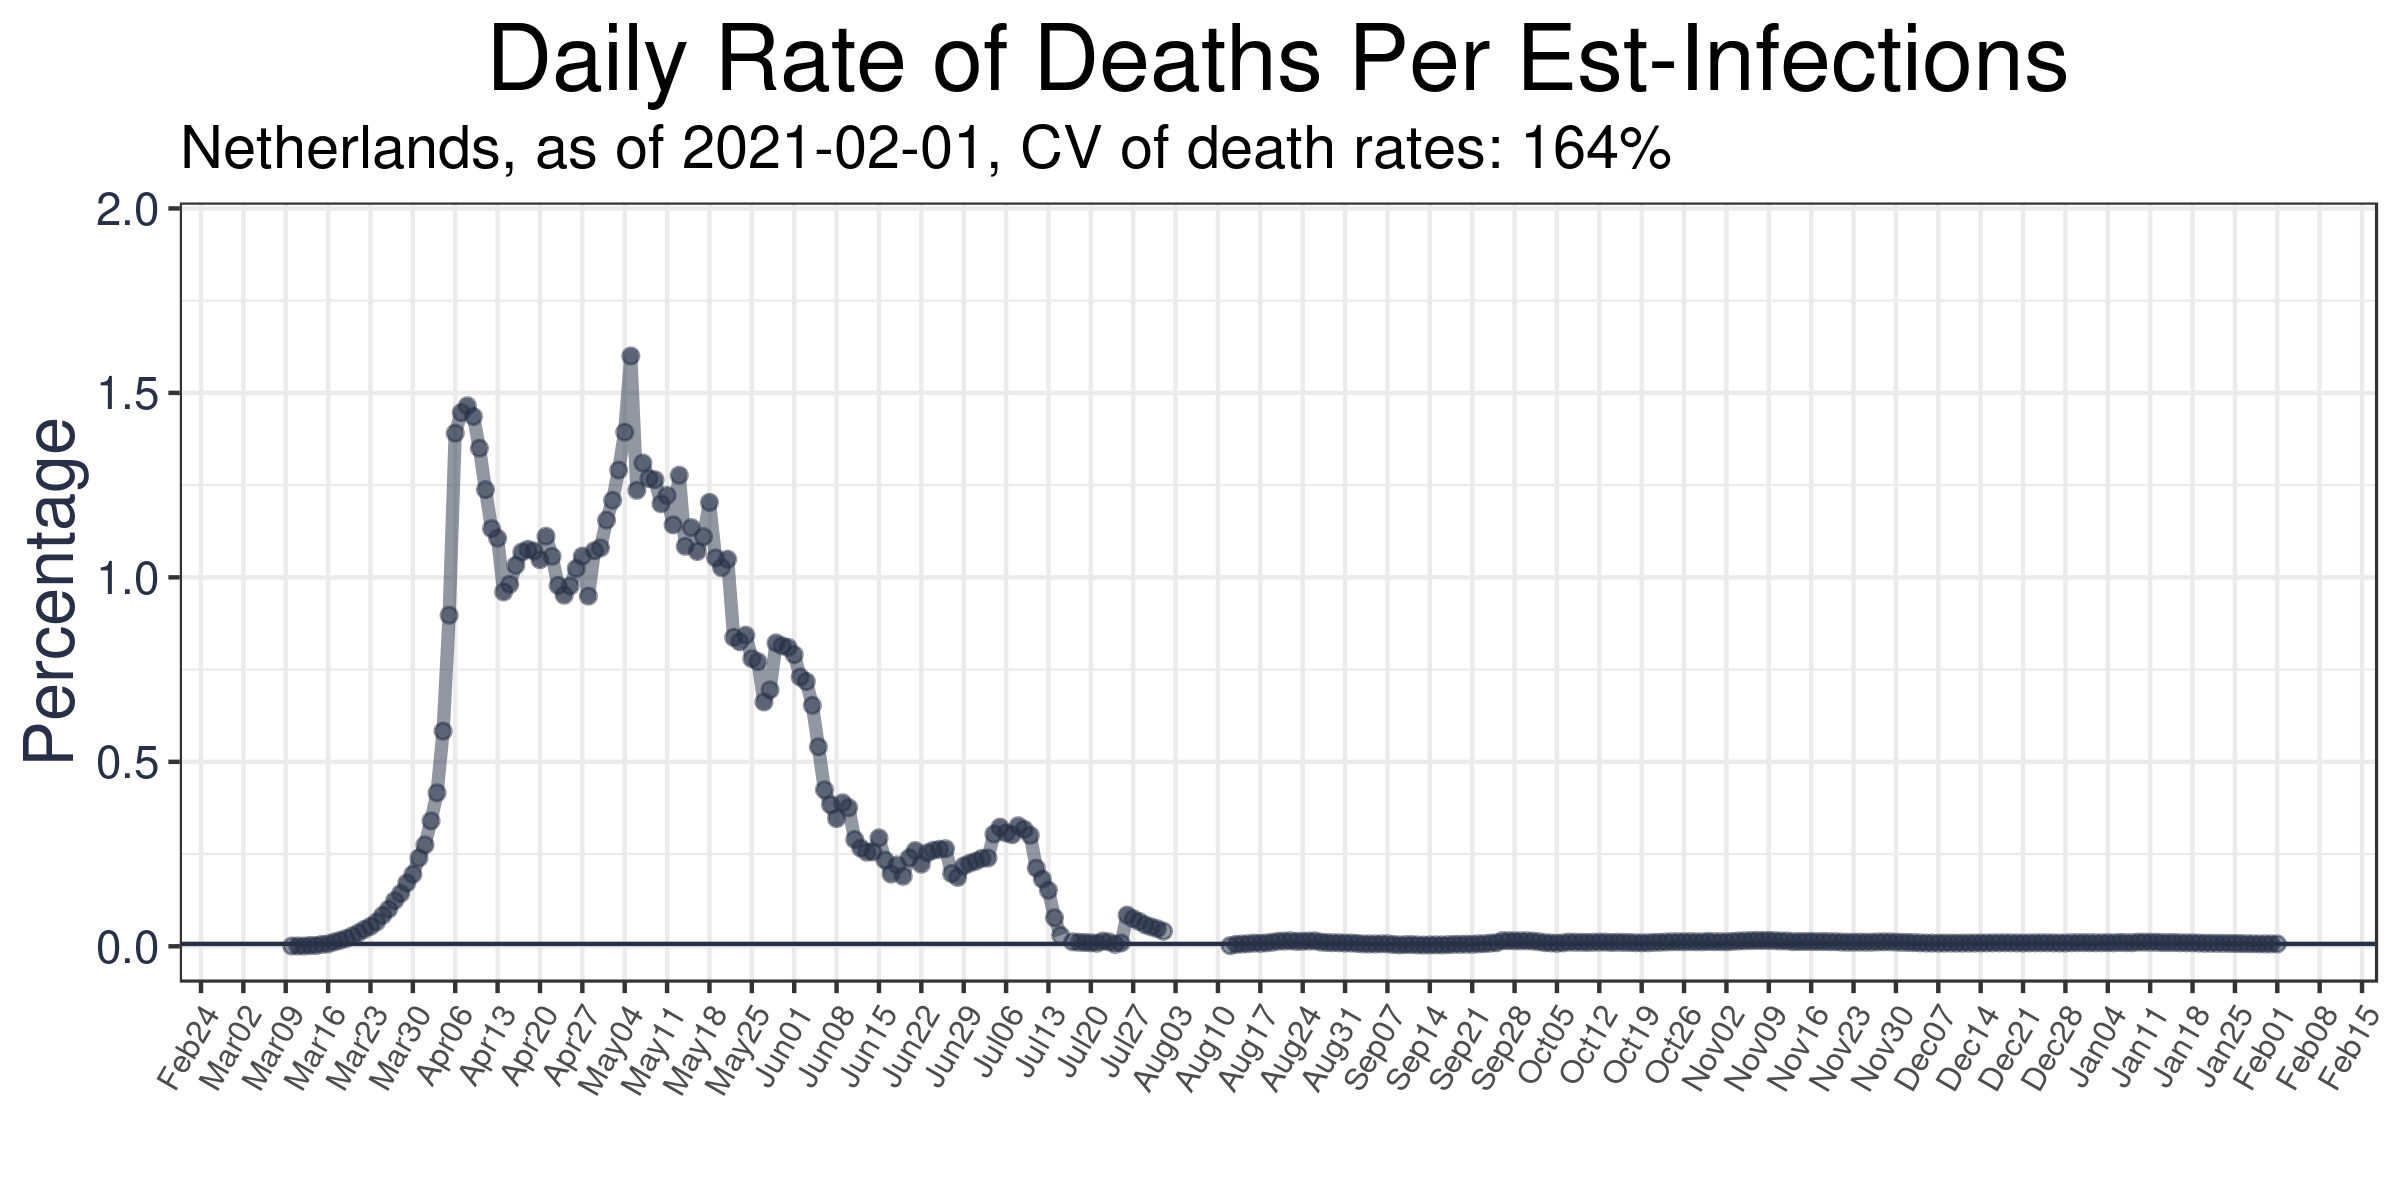 Daily Rate of Deaths Per Est-Infections
Netherlands, as of 2021-02-01, CV of death rates: 164%
Percentage
2.0
1.5
1.0
0.5
0.0
Feb24
Mar02
Mar09
Mar16
Mar23
Mar30
Apr06
Apr13
Apr20
Apr27
May04
May11
May18
May25
Jun01
Jun08
Jun15
Jun22
Jun29
Jul06
Jul13
Jul20
Jul27
Aug03
Aug10
Aug17
Aug24
Aug31
Sep07
Sep14
Sep21
Sep28
Oct05
Oct12
Oct19
Oct26
Nov02
Nov09
Nov16
Nov23
Nov30
Dec07
Dec14
Dec21
Dec28
Jan04
Jan11
Jan18
Jan25
Feb01
Feb08
Feb15